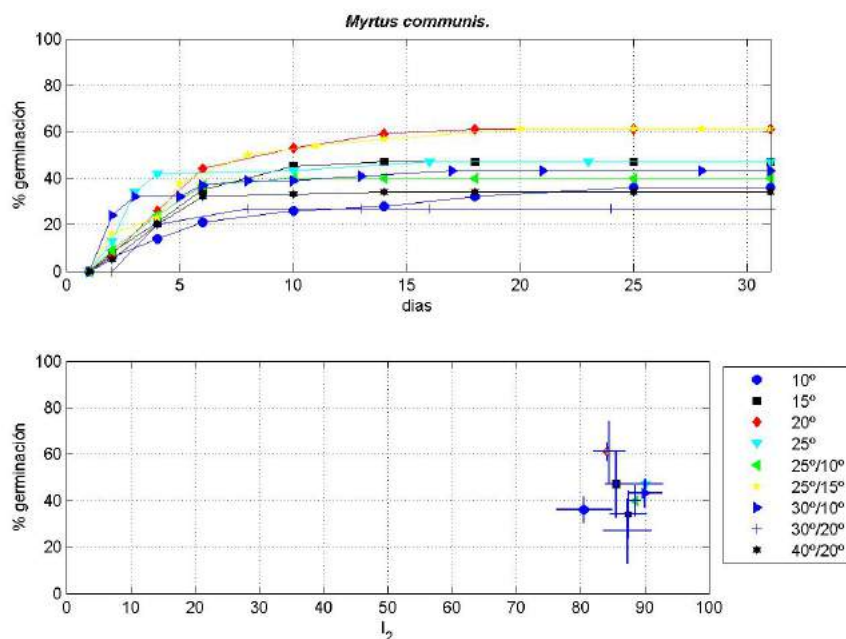 Myrtus communis.
100
80
60
40
20
0
% germinación
0 5 10 15 20 25 30
dias
100
80
60
40
20
0
% germinación
0 10 20 30 40 50 60 70 80 90 100
I₂
10º
15º
20º
25º
25º/10º
25º/15º
30º/10º
30º/20º
40º/20º